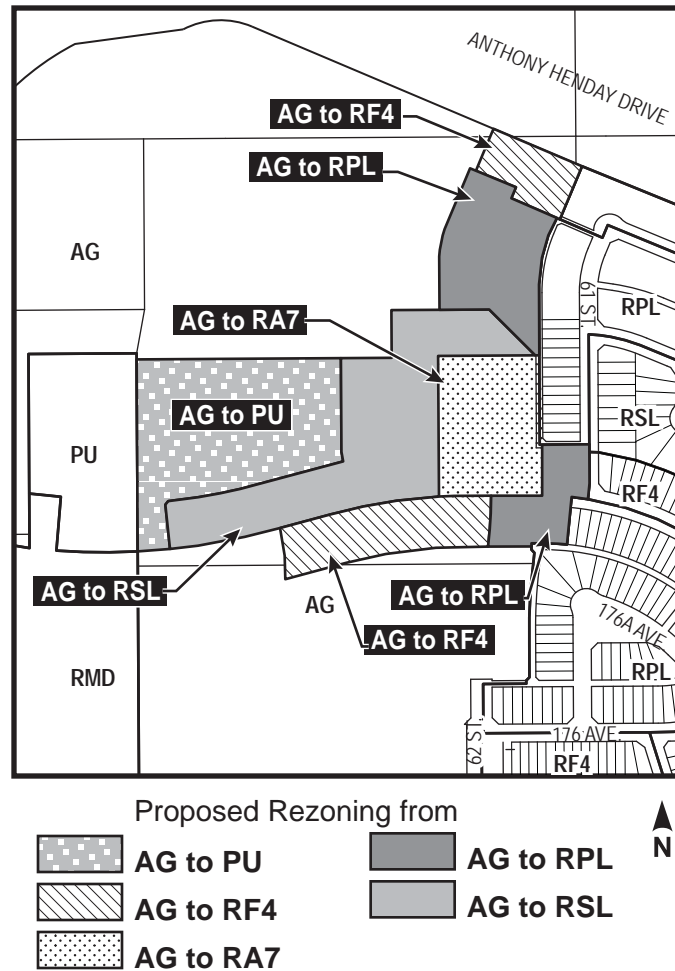 ANTHONY HENDAY DRIVE
AG to RF4
AG to RPL
AG
61 ST.
RPL
AG to RA7
AG to PU
RSL
PU
RF4
AG to RSL
AG
AG to RPL
176A AVE
AG to RF4
RMD
RPL
62 ST.
176 AVE.
RF4
Proposed Rezoning from
N
AG to PU
AG to RPL
AG to RF4
AG to RSL
AG to RA7